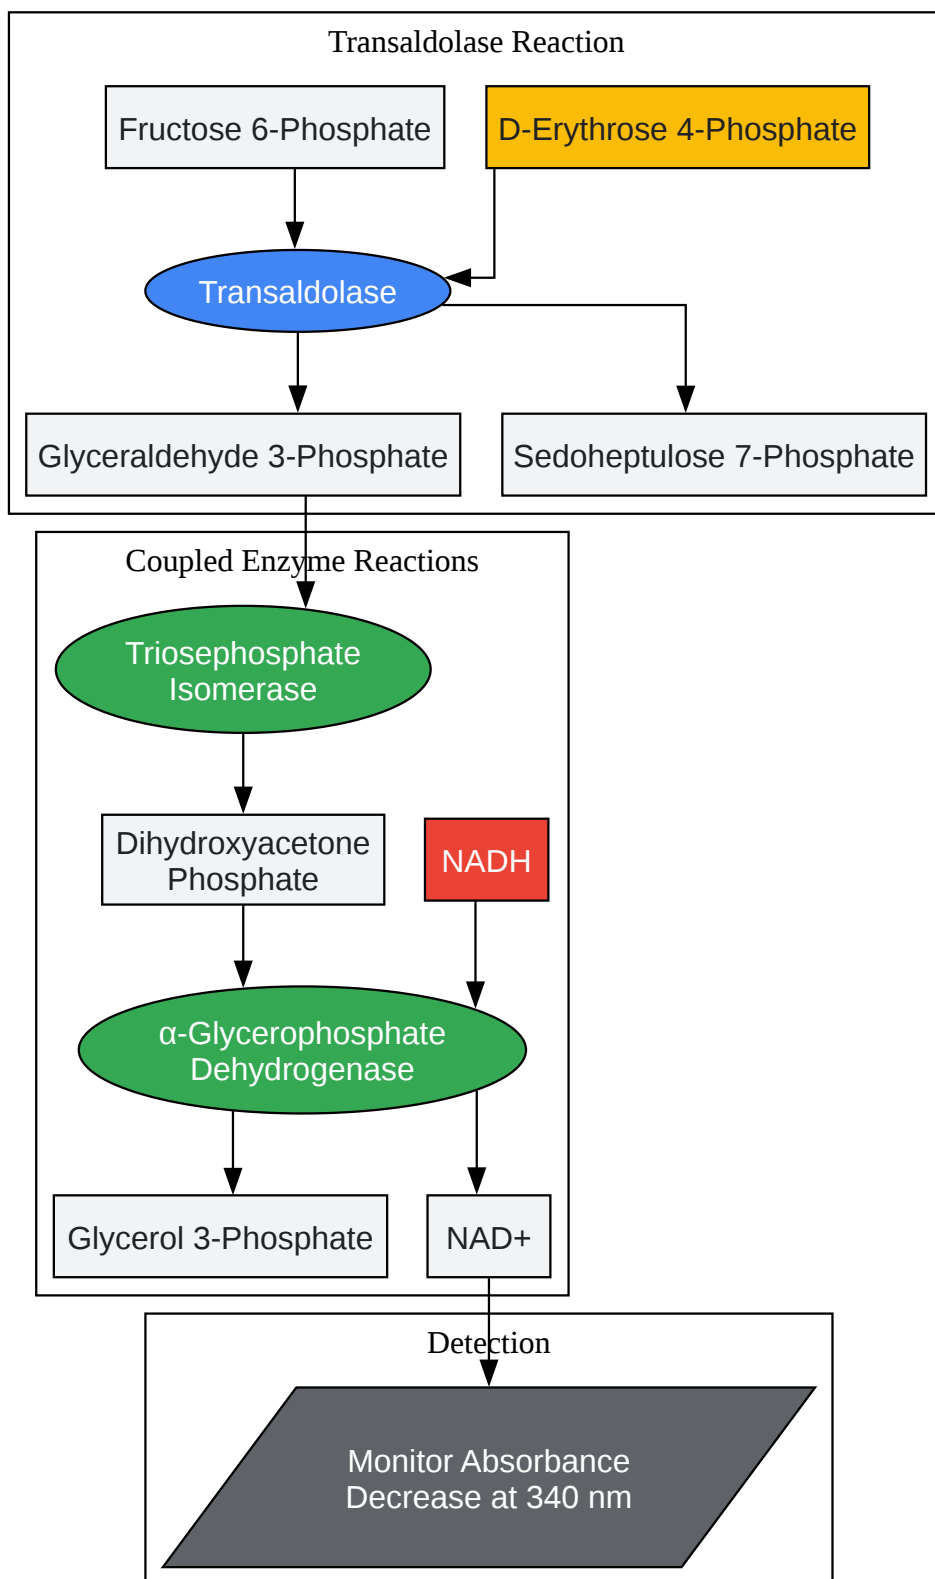 Transaldolase Reaction
Fructose 6-Phosphate
D-Erythrose 4-Phosphate
Transaldolase
Glyceraldehyde 3-Phosphate
Sedoheptulose 7-Phosphate
Coupled Enzyme Reactions
Triosephosphate
Isomerase
Dihydroxyacetone
Phosphate
NADH
α-Glycerophosphate
Dehydrogenase
Glycerol 3-Phosphate
NAD+
Detection
Monitor Absorbance
Decrease at 340 nm